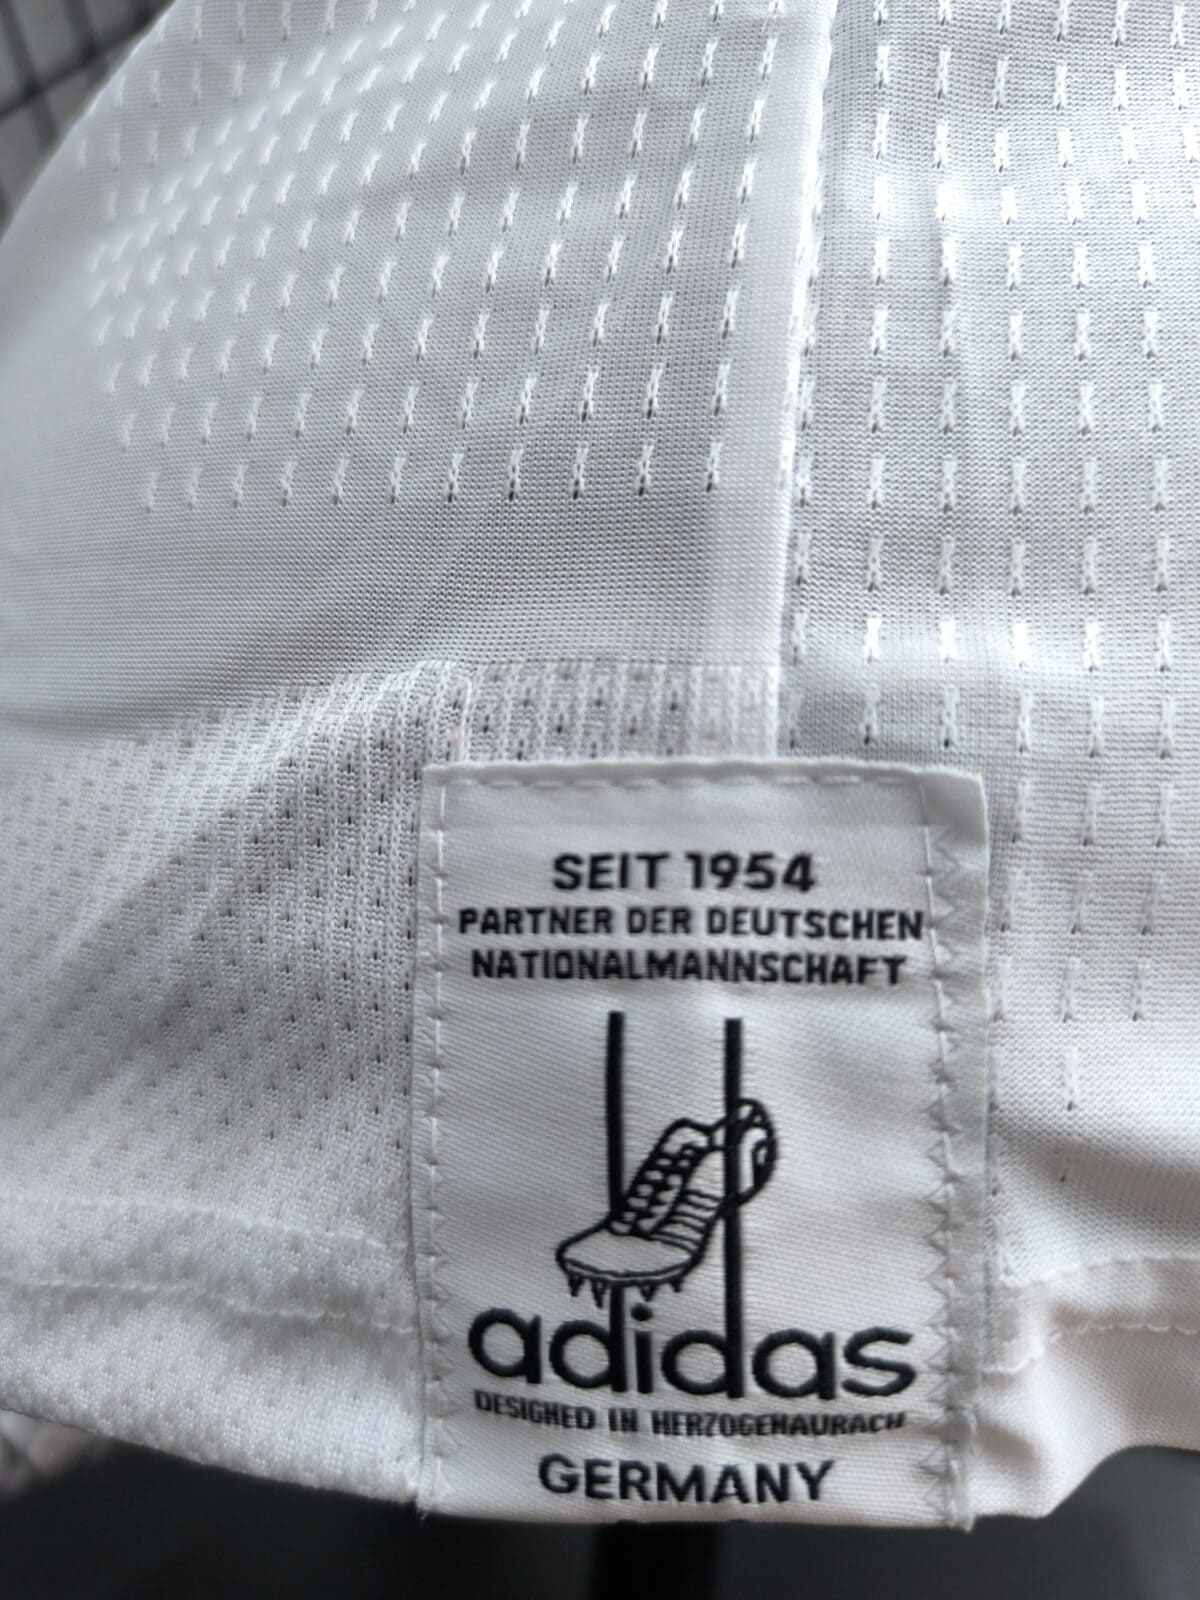 SEIT 1954
PARTNER DER DEUTSCHEN
NATIONALMANNSCHAFT
adidas
DESIGNED IN HERZOGENAURACH
GERMANY